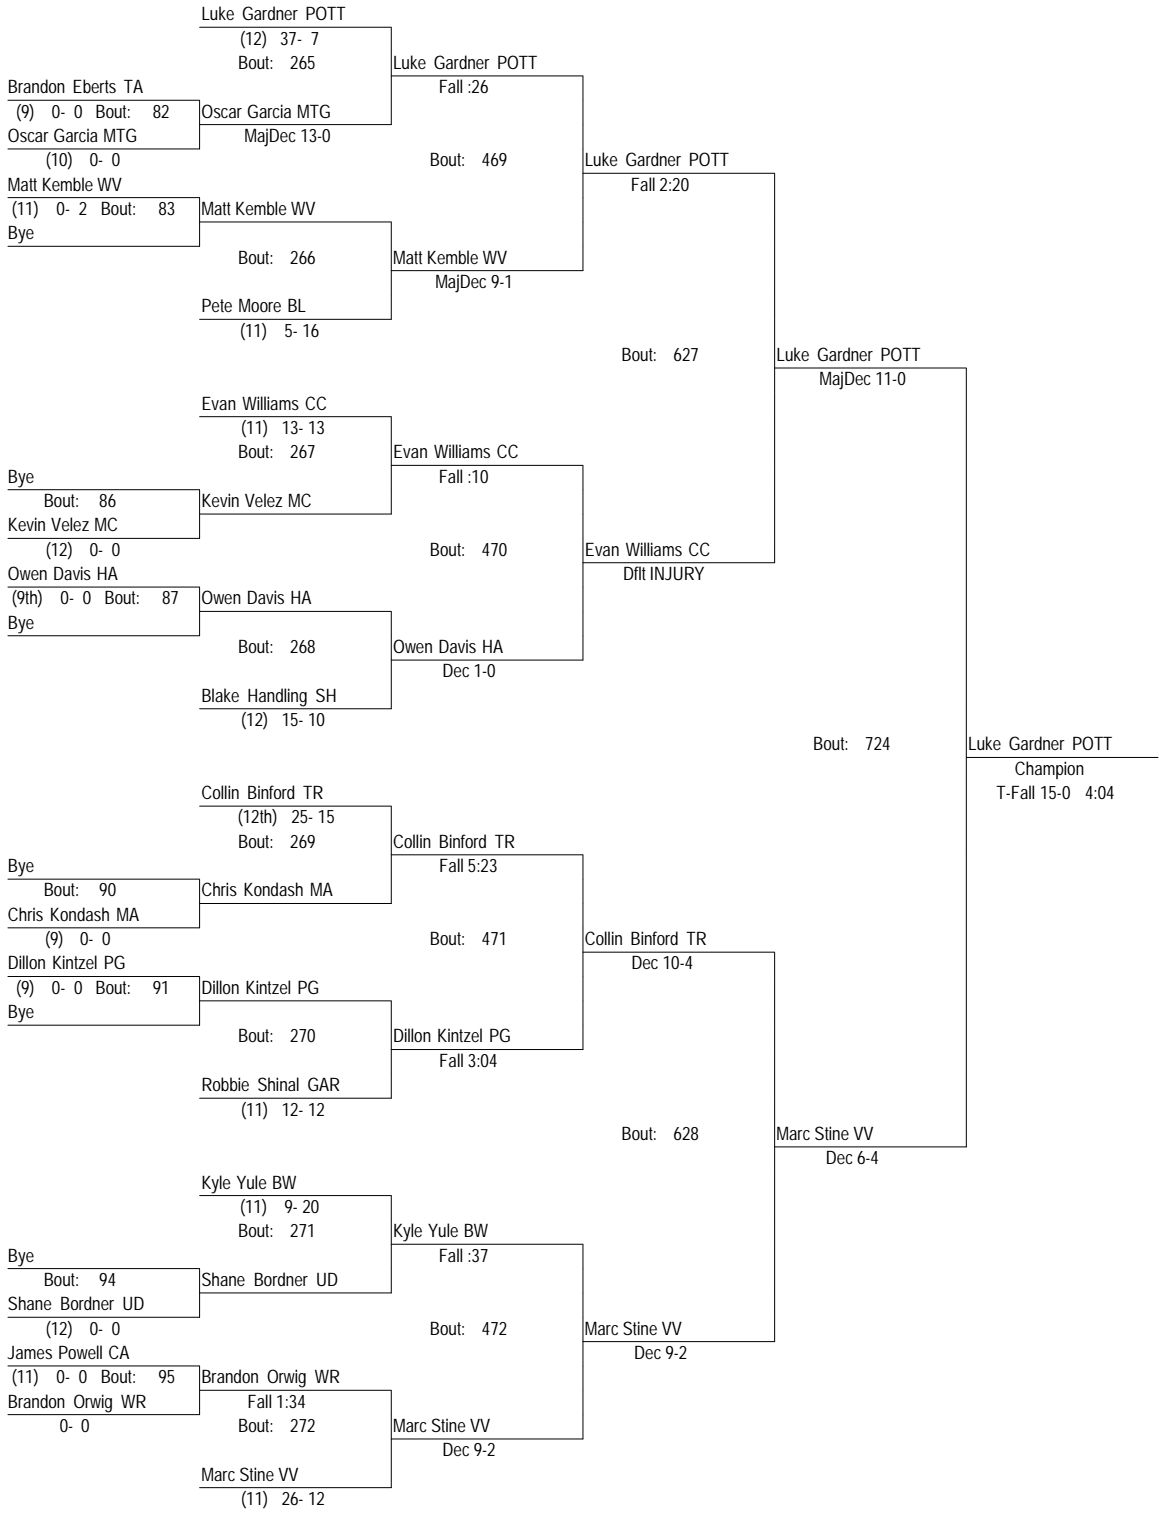 Luke Gardner POTT
(12) 37- 7
Bout: 265
Luke Gardner POTT
Brandon Eberts TA
Fall :26
(9) 0- 0 Bout: 82
Oscar Garcia MTG
Oscar Garcia MTG
MajDec 13-0
(10) 0- 0
Bout: 469
Luke Gardner POTT
Matt Kemble WV
Fall 2:20
(11) 0- 2 Bout: 83
Matt Kemble WV
Bye
Bout: 266
Matt Kemble WV
MajDec 9-1
Pete Moore BL
(11) 5- 16
Bout: 627
Luke Gardner POTT
MajDec 11-0
Evan Williams CC
(11) 13- 13
Bout: 267
Evan Williams CC
Bye
Fall :10
Bout: 86
Kevin Velez MC
Kevin Velez MC
(12) 0- 0
Bout: 470
Evan Williams CC
Owen Davis HA
Dflt INJURY
(9th) 0- 0 Bout: 87
Owen Davis HA
Bye
Bout: 268
Owen Davis HA
Dec 1-0
Blake Handling SH
(12) 15- 10
Bout: 724
Luke Gardner POTT
Champion
T-Fall 15-0 4:04
Collin Binford TR
(12th) 25- 15
Bout: 269
Collin Binford TR
Bye
Fall 5:23
Bout: 90
Chris Kondash MA
Chris Kondash MA
(9) 0- 0
Bout: 471
Collin Binford TR
Dillon Kintzel PG
Dec 10-4
(9) 0- 0 Bout: 91
Dillon Kintzel PG
Bye
Bout: 270
Dillon Kintzel PG
Fall 3:04
Robbie Shinal GAR
(11) 12- 12
Bout: 628
Marc Stine VV
Dec 6-4
Kyle Yule BW
(11) 9- 20
Bout: 271
Kyle Yule BW
Bye
Fall :37
Bout: 94
Shane Bordner UD
Shane Bordner UD
(12) 0- 0
Bout: 472
Marc Stine VV
James Powell CA
Dec 9-2
(11) 0- 0 Bout: 95
Brandon Orwig WR
Brandon Orwig WR
Fall 1:34
0- 0
Bout: 272
Marc Stine VV
Dec 9-2
Marc Stine VV
(11) 26- 12